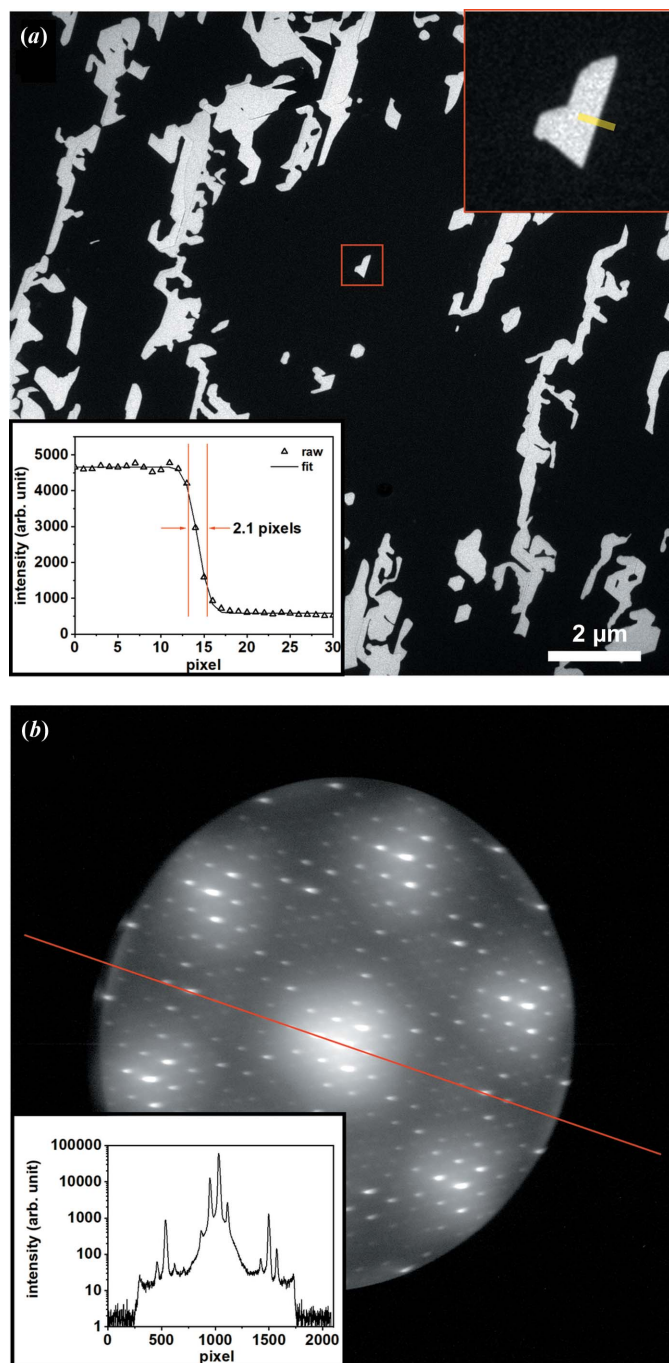 (a)
5000
4000
3000
2000
1000
0
intensity (arb. unit)
raw
fit
2.1 pixels
0 5 10 15 20 25 30
pixel
2 µm
(b)
100000
10000
1000
100
10
1
intensity (arb. unit)
0 500 1000 1500 2000
pixel